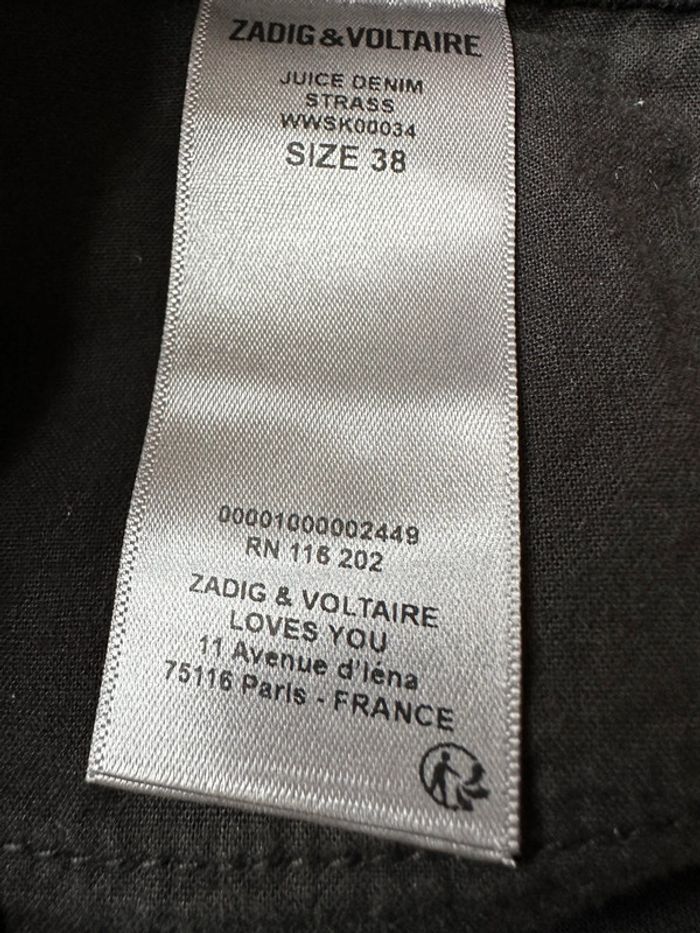 ZADIG & VOLTAIRE
JUICE DENIM
STRASS
WWSK00034
SIZE 38
00001000002449
RN 116 202
ZADIG & VOLTAIRE
LOVES YOU
11 Avenue d'Iéna
75116 Paris - FRANCE